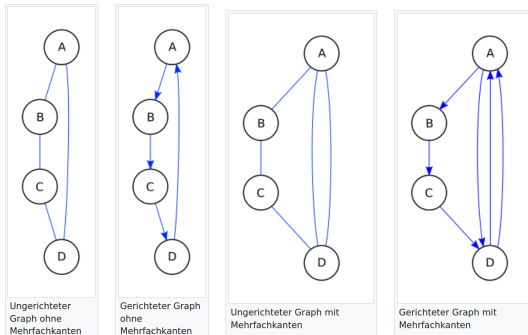 A
B
C
D
Ungerichteter
Graph ohne
Mehrfachkanten
A
B
C
D
Gerichteter Graph
ohne
Mehrfachkanten
A
B
C
D
Ungerichteter Graph mit
Mehrfachkanten
A
B
C
D
Gerichteter Graph mit
Mehrfachkanten